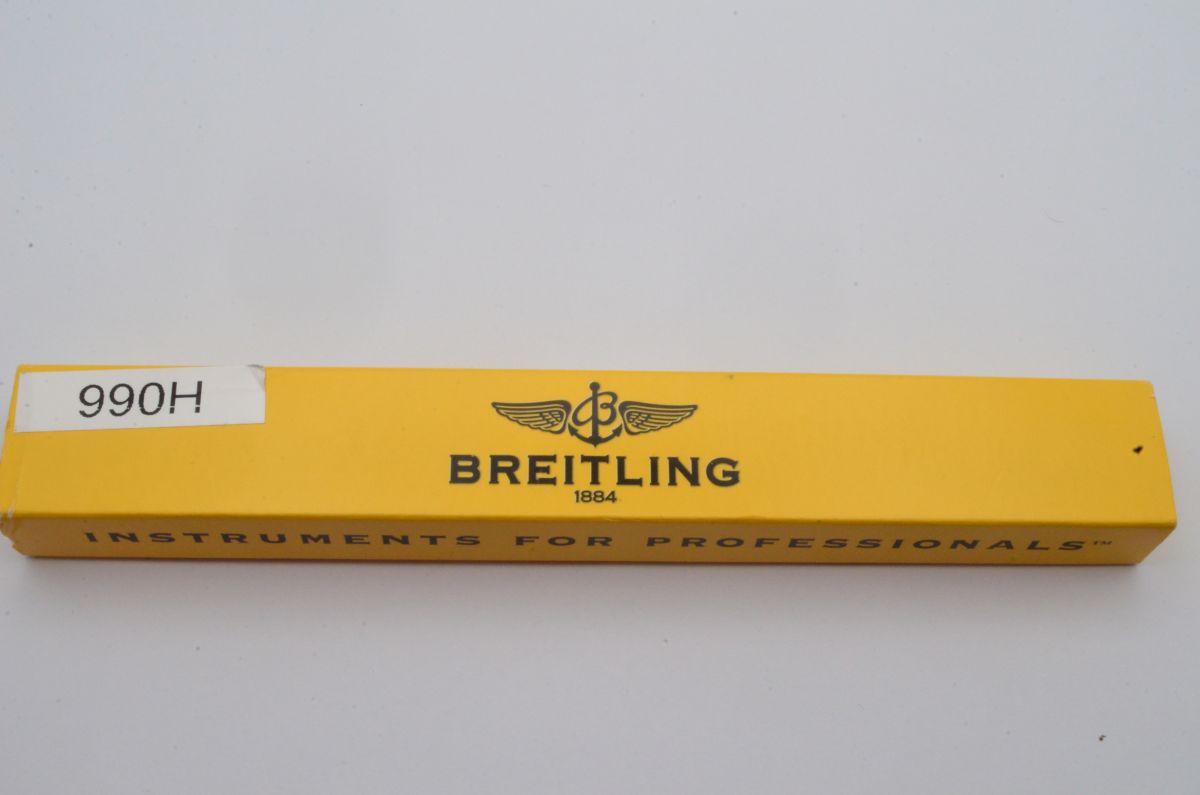 990H
BREITLING
1884
INSTRUMENTS FOR PROFESSIONALS™